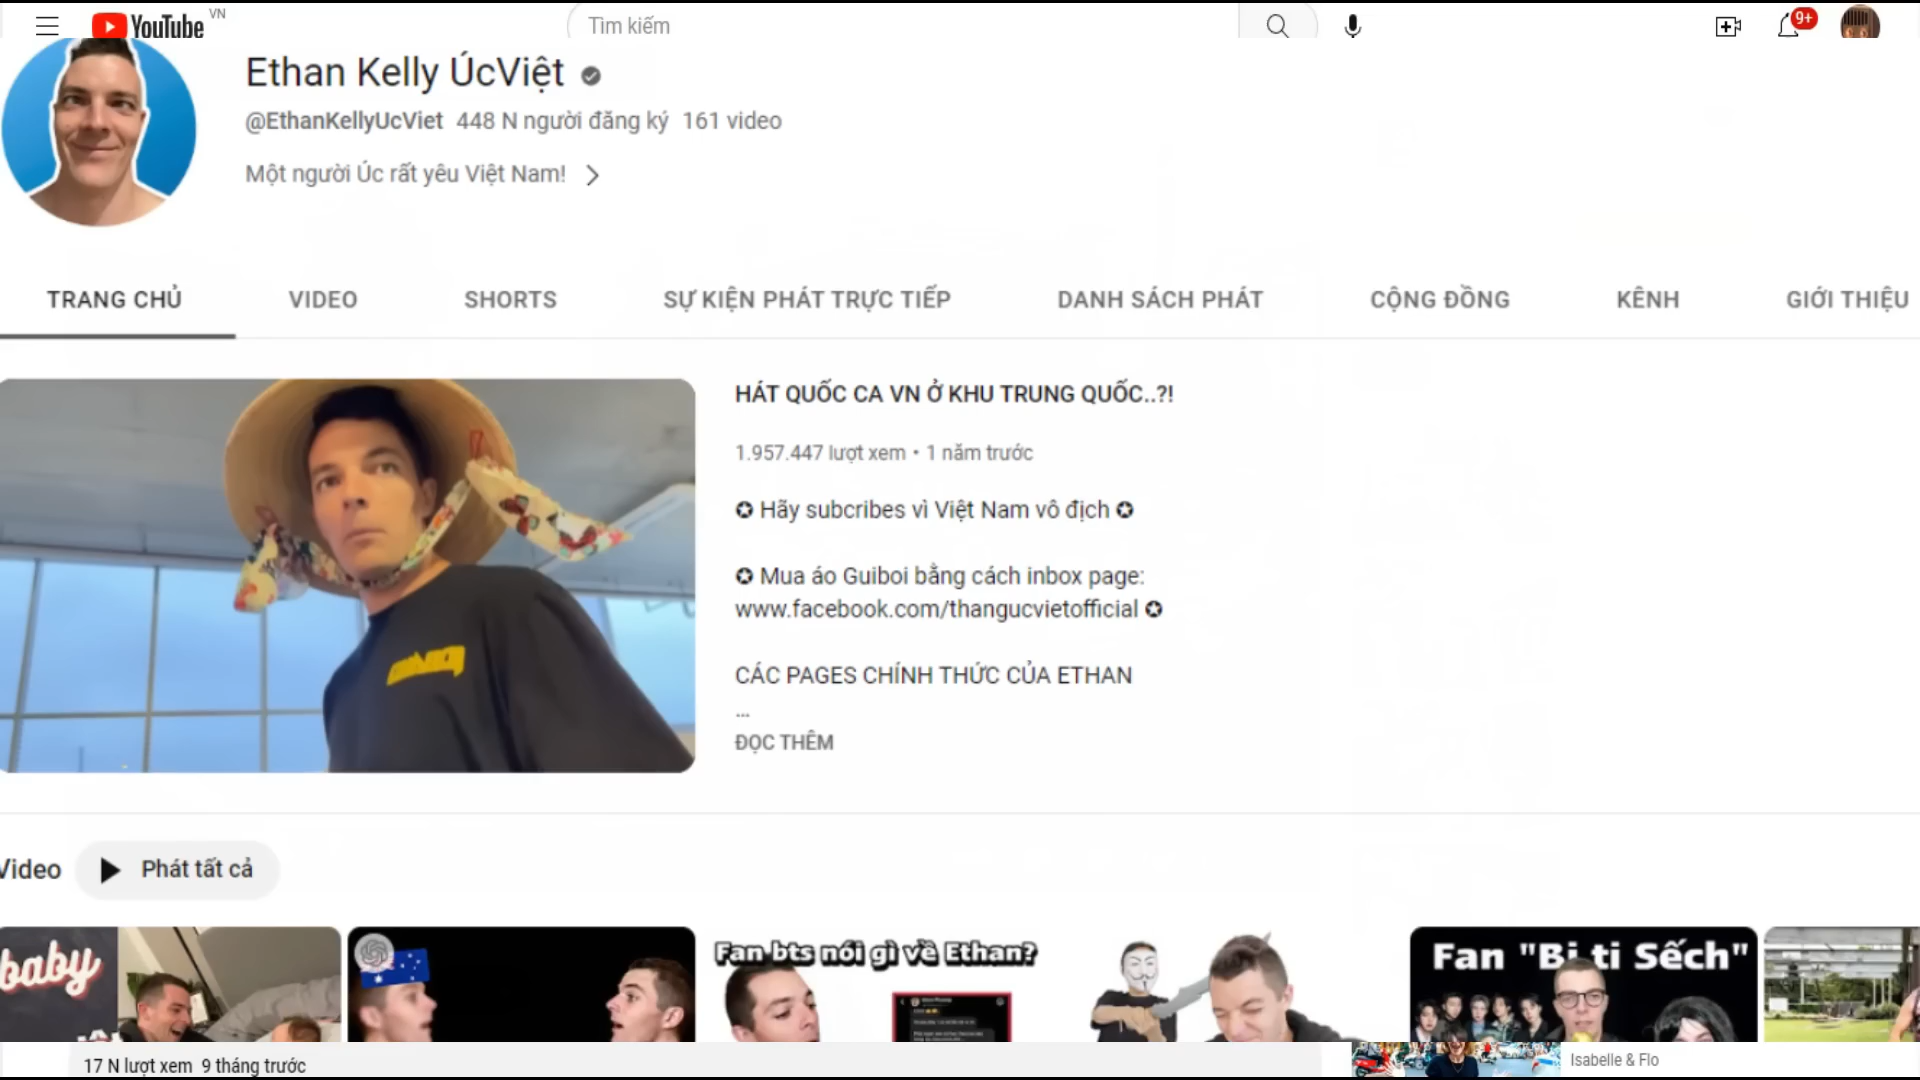 YouTube VN
Tìm kiếm
9+
Ethan Kelly ÚcViệt
@EthanKellyUcViet 448 N người đăng ký 161 video
Một người Úc rất yêu Việt Nam!
TRANG CHỦ VIDEO SHORTS SỰ KIỆN PHÁT TRỰC TIẾP DANH SÁCH PHÁT CỘNG ĐỒNG KÊNH GIỚI THIỆU
HÁT QUỐC CA VN Ở KHU TRUNG QUỐC..?!
1.957.447 lượt xem • 1 năm trước
✪ Hãy subcribes vì Việt Nam vô địch ✪
✪ Mua áo Guiboi bằng cách inbox page:
www.facebook.com/thangucvietofficial ✪
CÁC PAGES CHÍNH THỨC CỦA ETHAN
...
ĐỌC THÊM
Video Phát tất cả
baby
Fan bts nói gì về Ethan?
Fan "Bi ti Sếch"
17 N lượt xem 9 tháng trước
Isabelle & Flo